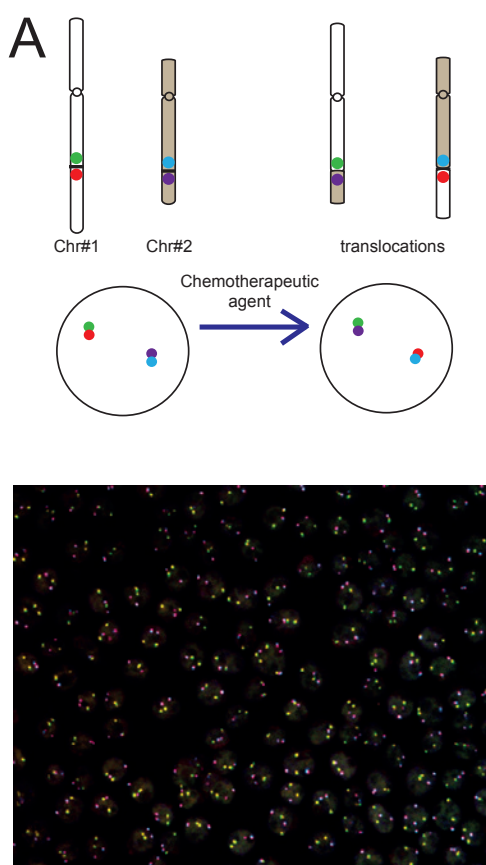 A
Chr#1
Chr#2
translocations
Chemotherapeutic
agent